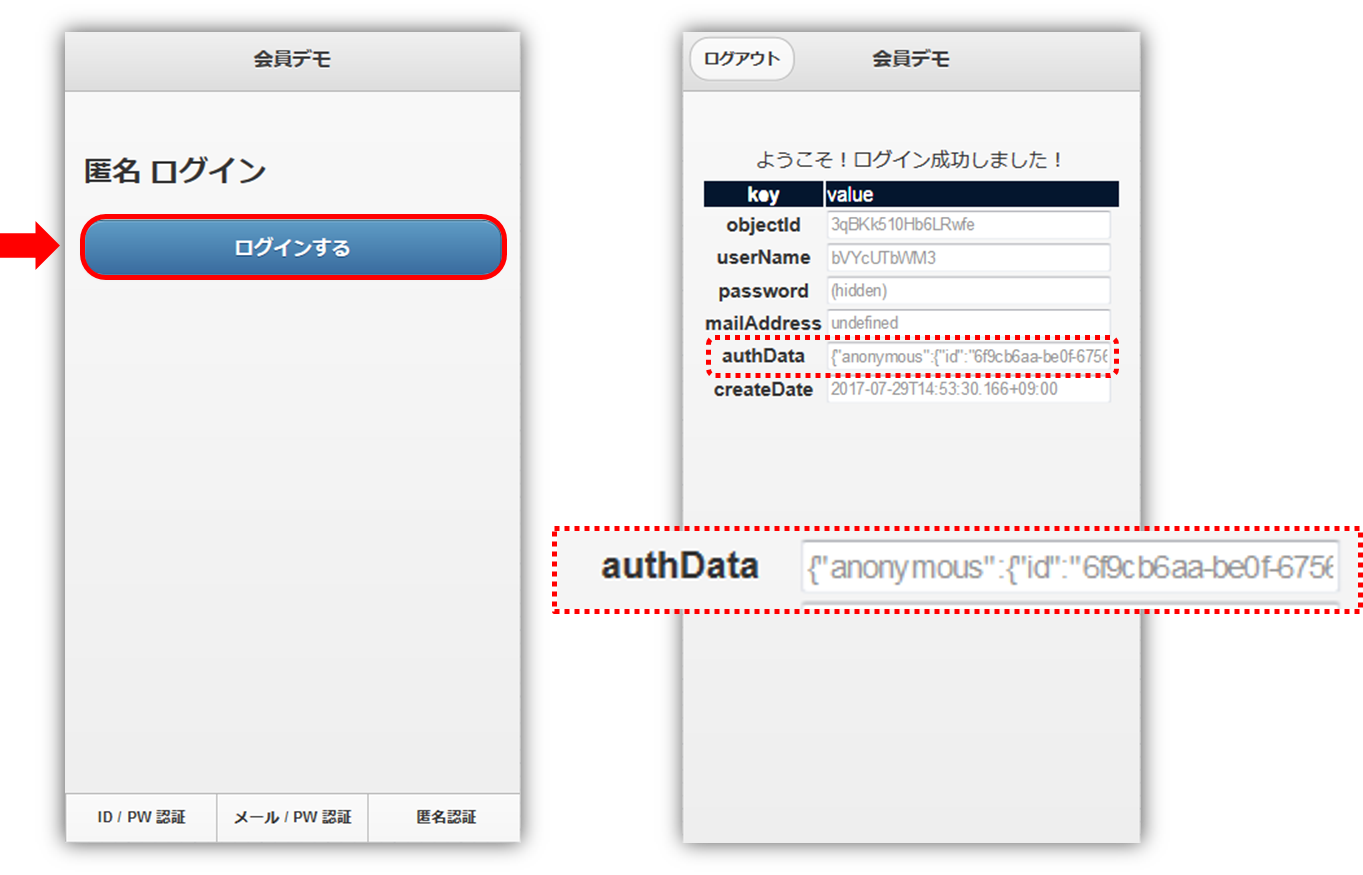 会員デモ
匿名 ログイン
ログインする
ID / PW 認証 メール / PW 認証 匿名認証
ログアウト 会員デモ
ようこそ！ログイン成功しました！
key value
objectId 3qBKk510Hb6LRwfe
userName bVYcUTbWM3
password (hidden)
mailAddress undefined
authData {"anonymous":{"id":"6f9cb6aa-be0f-6756
createDate 2017-07-29T14:53:30.166+09:00
authData {"anonymous":{"id":"6f9cb6aa-be0f-6756